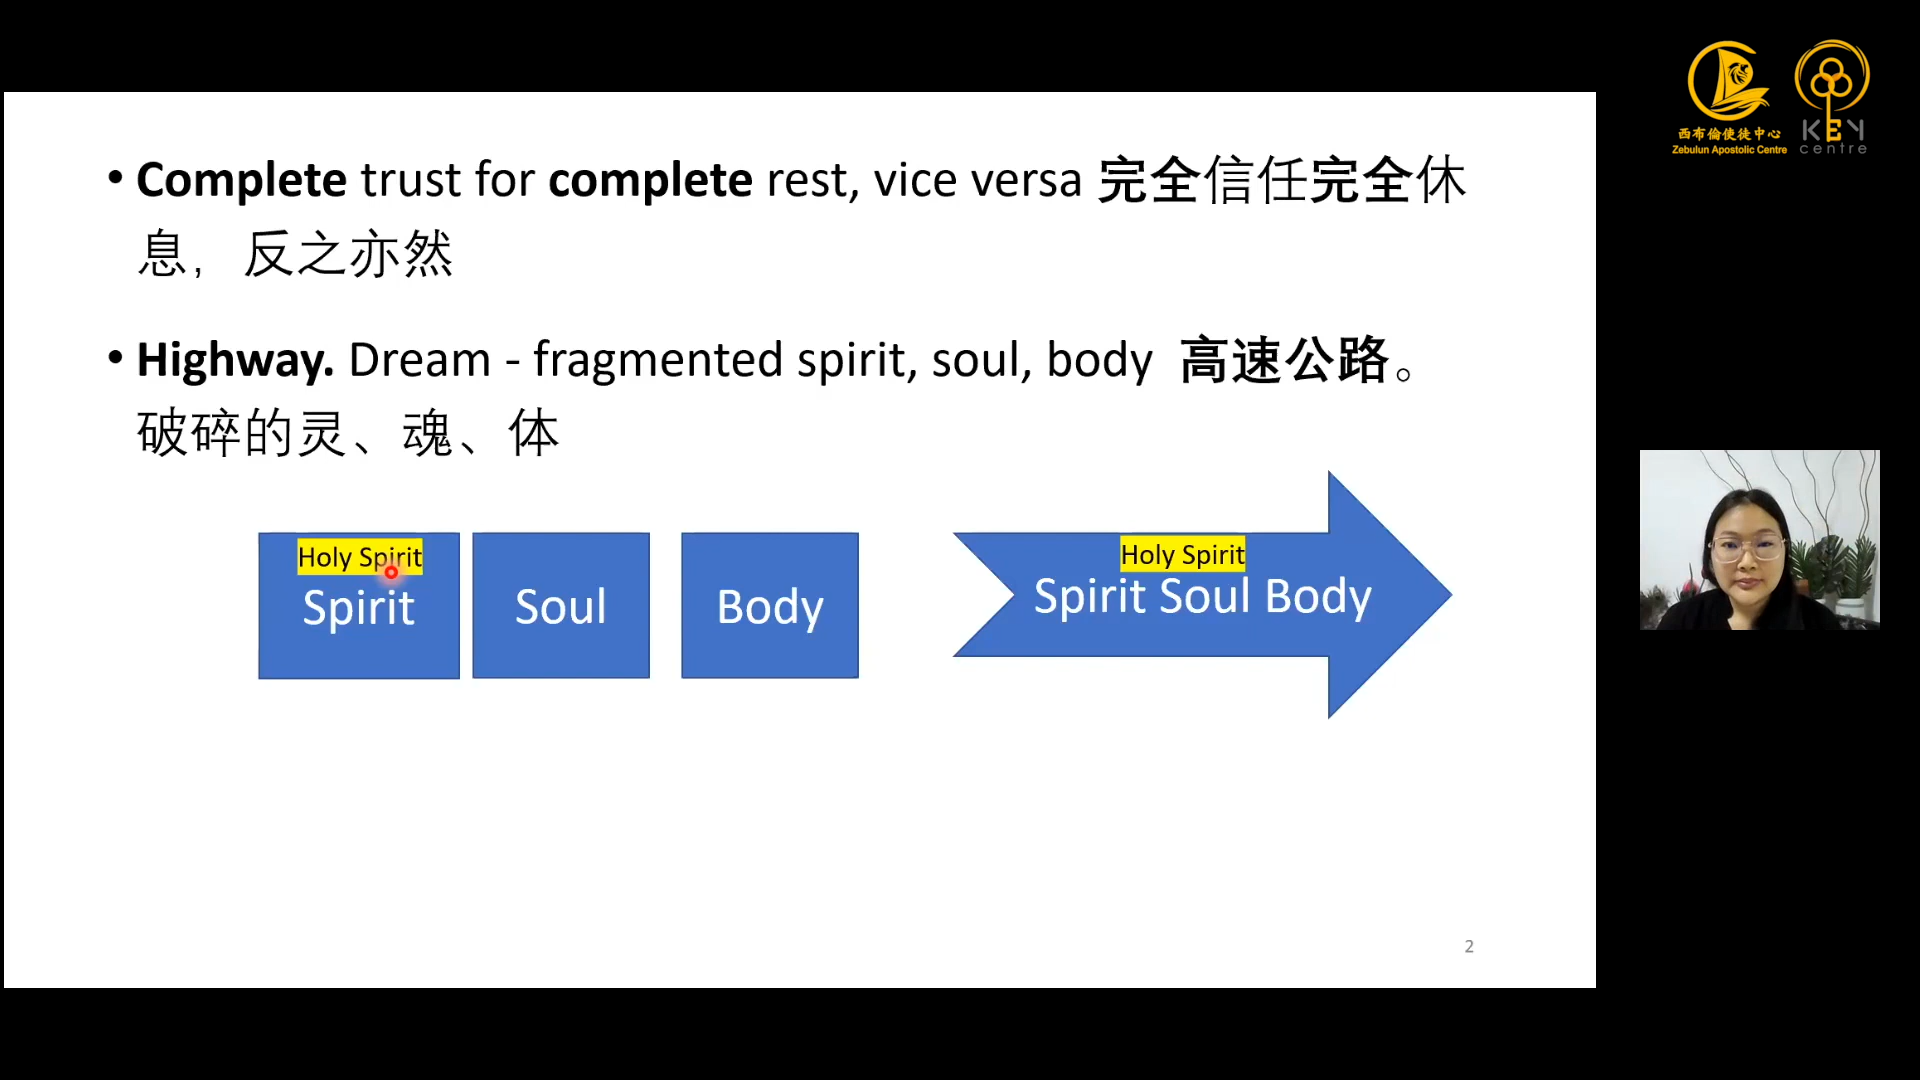 • Complete trust for complete rest, vice versa 完全信任完全休
息，反之亦然
• Highway. Dream - fragmented spirit, soul, body 高速公路。
破碎的灵、魂、体
Holy Spirit
Spirit
Soul
Body
Holy Spirit
Spirit Soul Body
2
西布倫使徒中心
Zebulun Apostolic Centre
KEY
centre